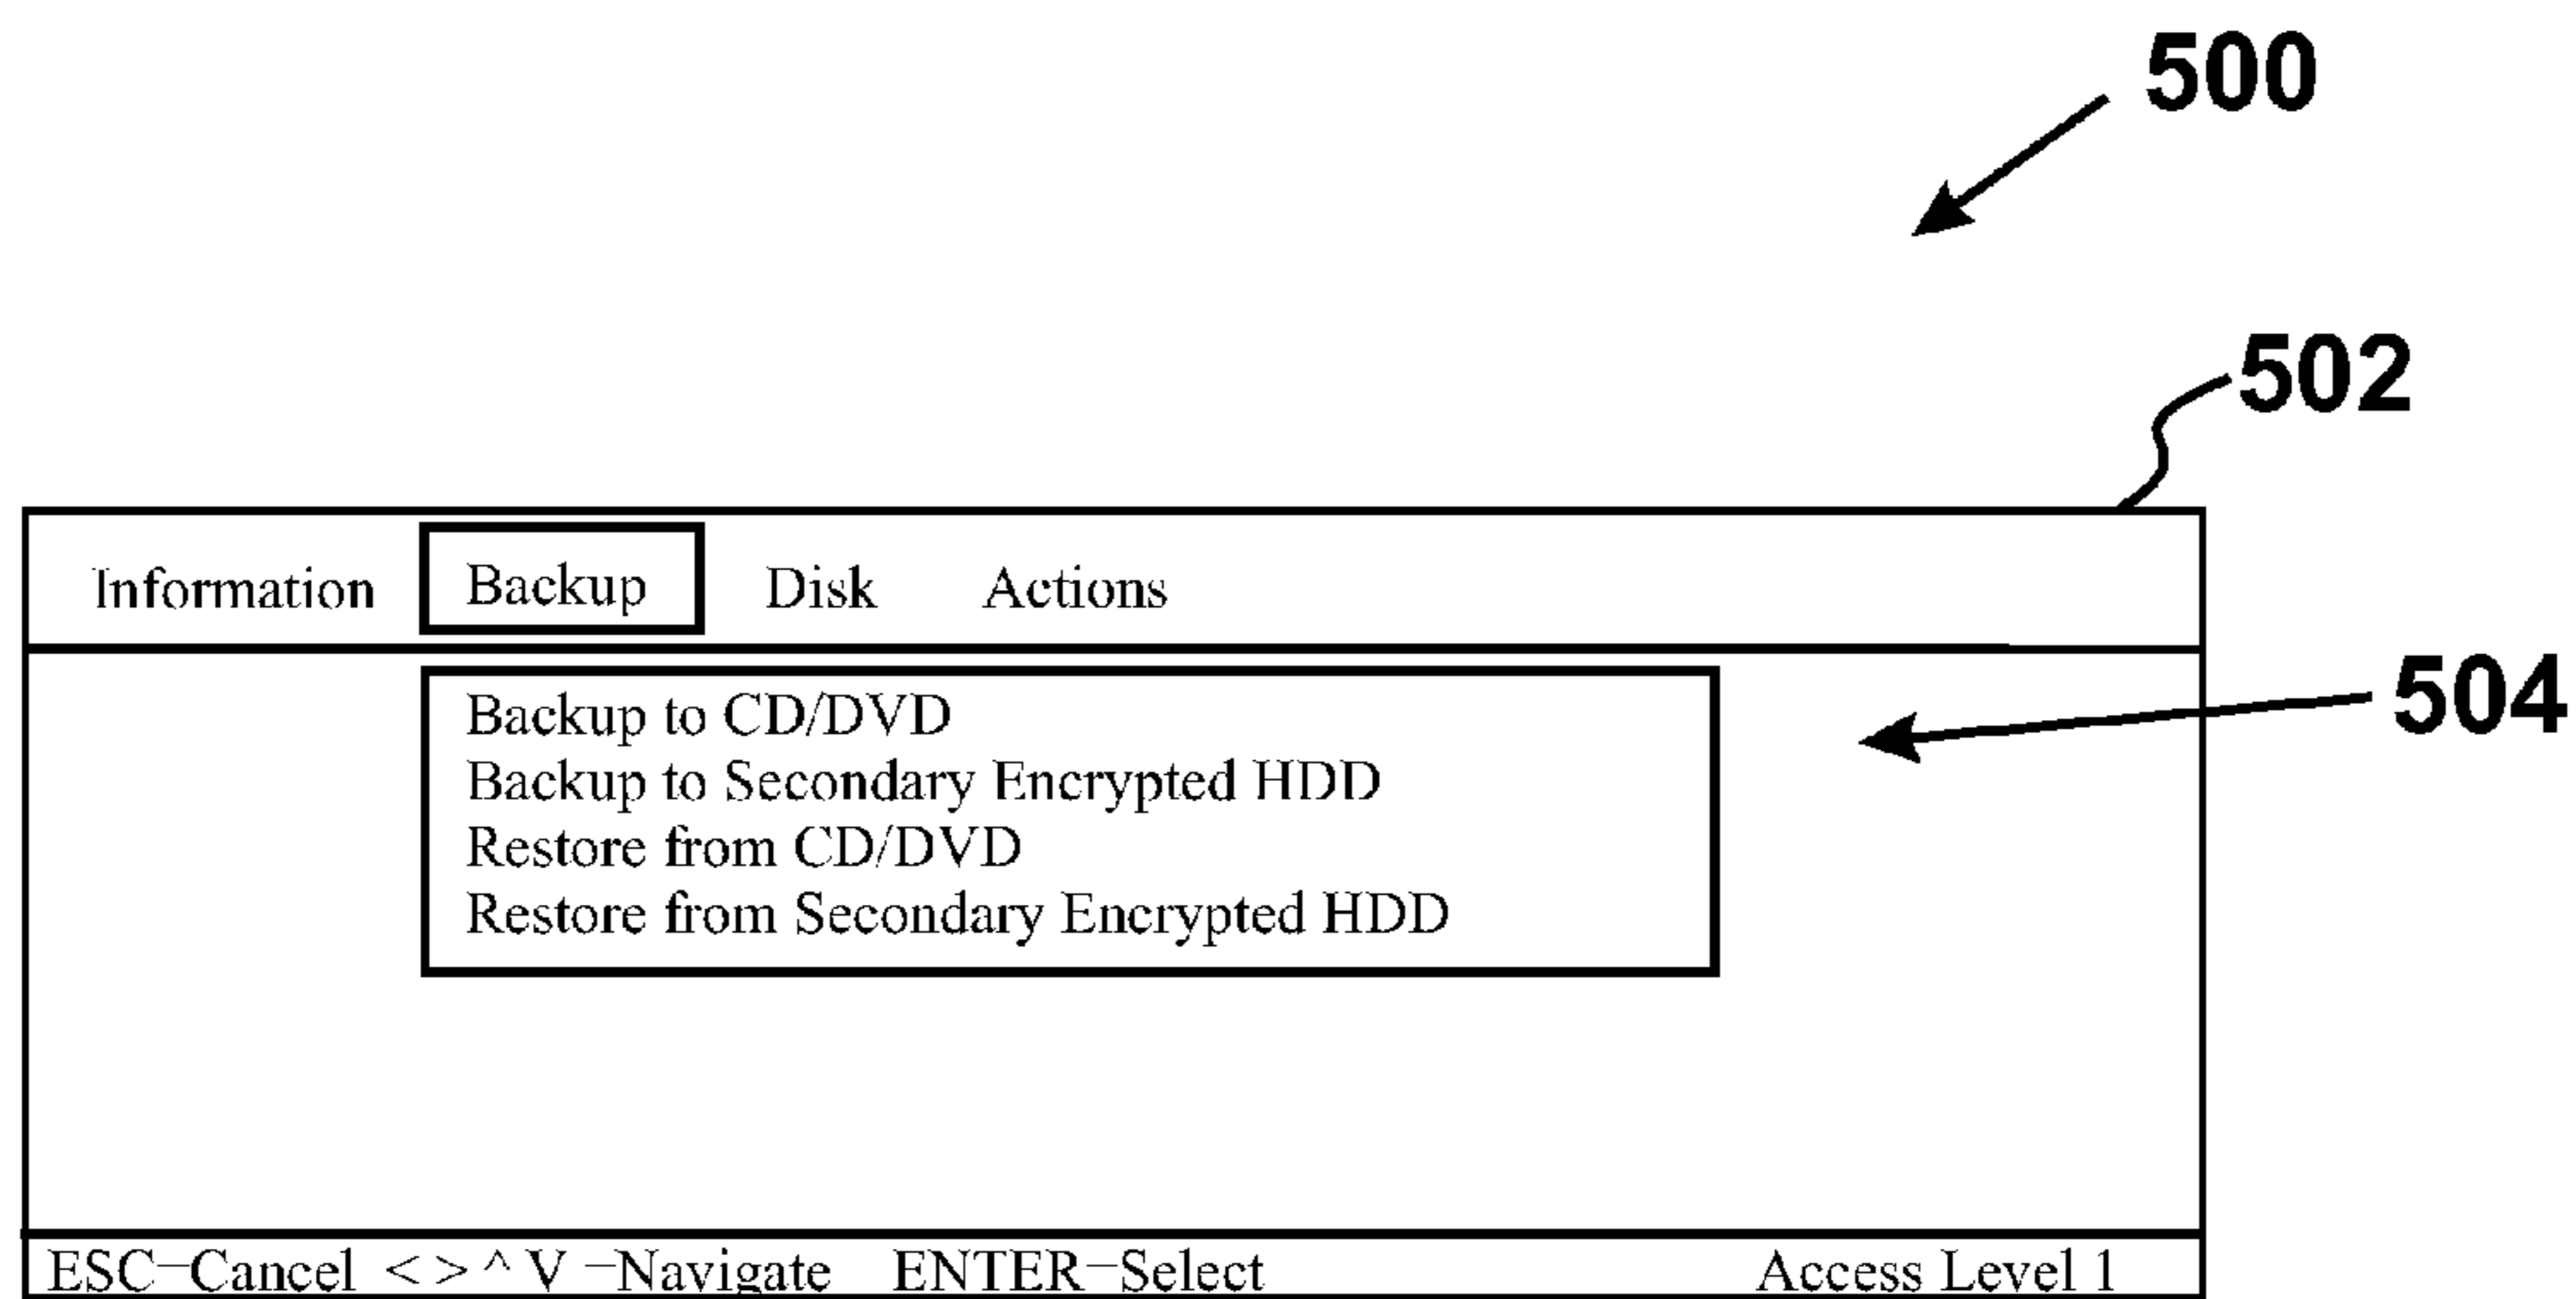 500
502
Information Backup Disk Actions
504
Backup to CD/DVD
Backup to Secondary Encrypted HDD
Restore from CD/DVD
Restore from Secondary Encrypted HDD
ESC-Cancel < > ^ V -Navigate ENTER-Select Access Level 1